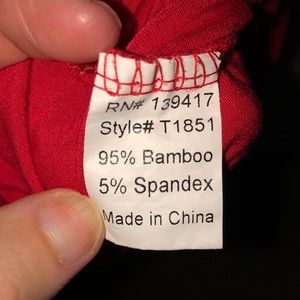 RN# 139417
Style# T1851
95% Bamboo
5% Spandex
Made in China